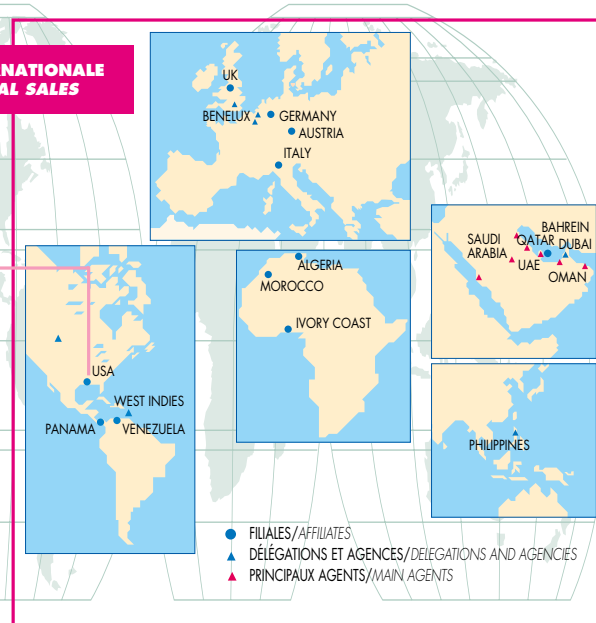 NATIONALE
AL SALES
UK
BENELUX
GERMANY
AUSTRIA
ITALY
SAUDI
ARABIA
QATAR
BAHREIN
DUBAI
UAE
OMAN
ALGERIA
MOROCCO
IVORY COAST
USA
WEST INDIES
PANAMA
VENEZUELA
PHILIPPINES
FILIALES/AFFILIATES
DÉLÉGATIONS ET AGENCES/DELEGATIONS AND AGENCIES
PRINCIPAUX AGENTS/MAIN AGENTS